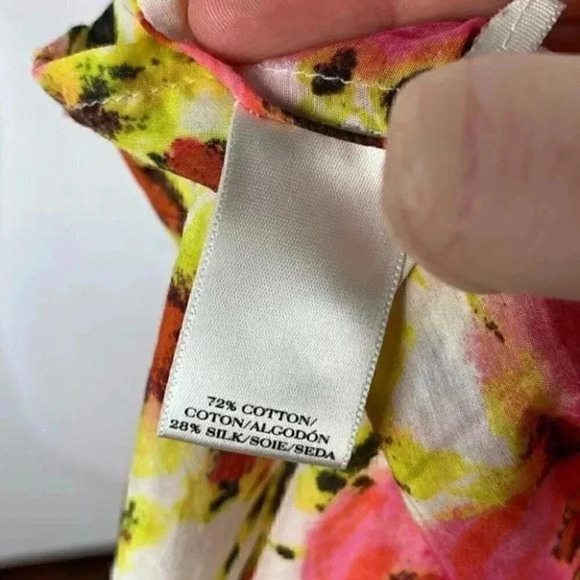 72% COTTON/
COTON/ALGODÓN
28% SILK/SOIE/SEDA